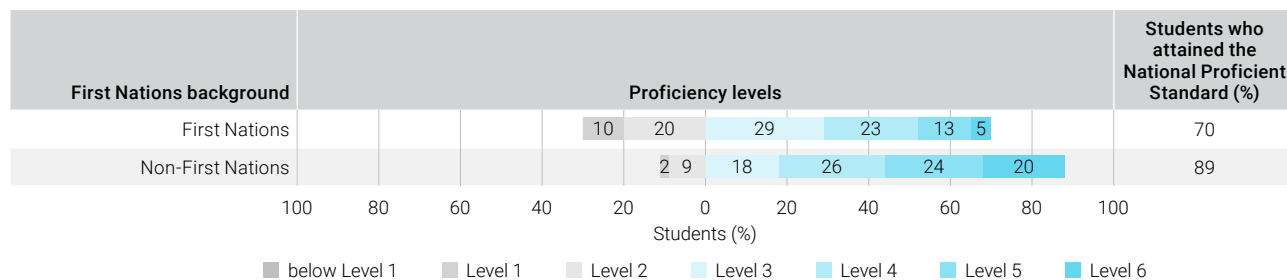 Students who
attained the
National Proficient
Standard (%)
First Nations background
Proficiency levels
First Nations
10 20 29 23 13 5
70
Non-First Nations
2 9 18 26 24 20
89
100 80 60 40 20 0 20 40 60 80 100
Students (%)
below Level 1 Level 1 Level 2 Level 3 Level 4 Level 5 Level 6